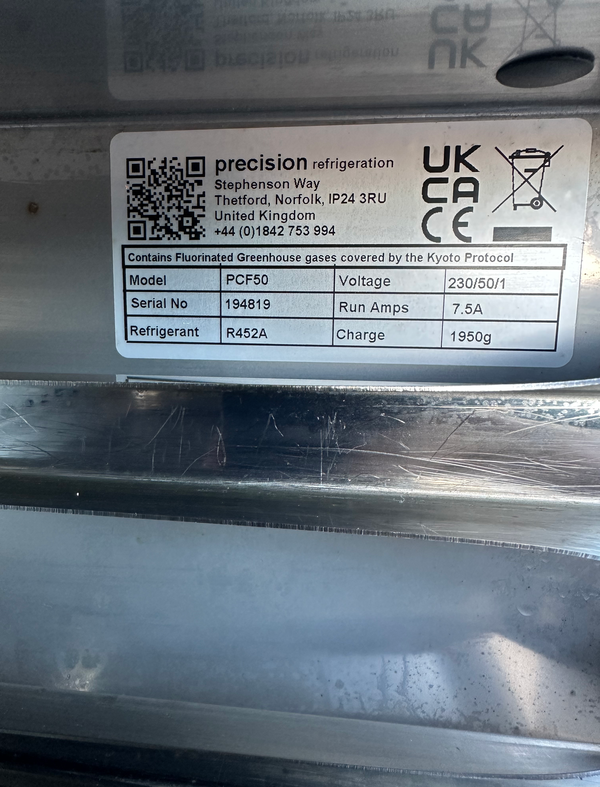 precision refrigeration
Stephenson Way
Thetford, Norfolk, IP24 3RU
United Kingdom
+44 (0)1842 753 994
UK
CA
CE
Contains Fluorinated Greenhouse gases covered by the Kyoto Protocol
Model PCF50 Voltage 230/50/1
Serial No 194819 Run Amps 7.5A
Refrigerant R452A Charge 1950g